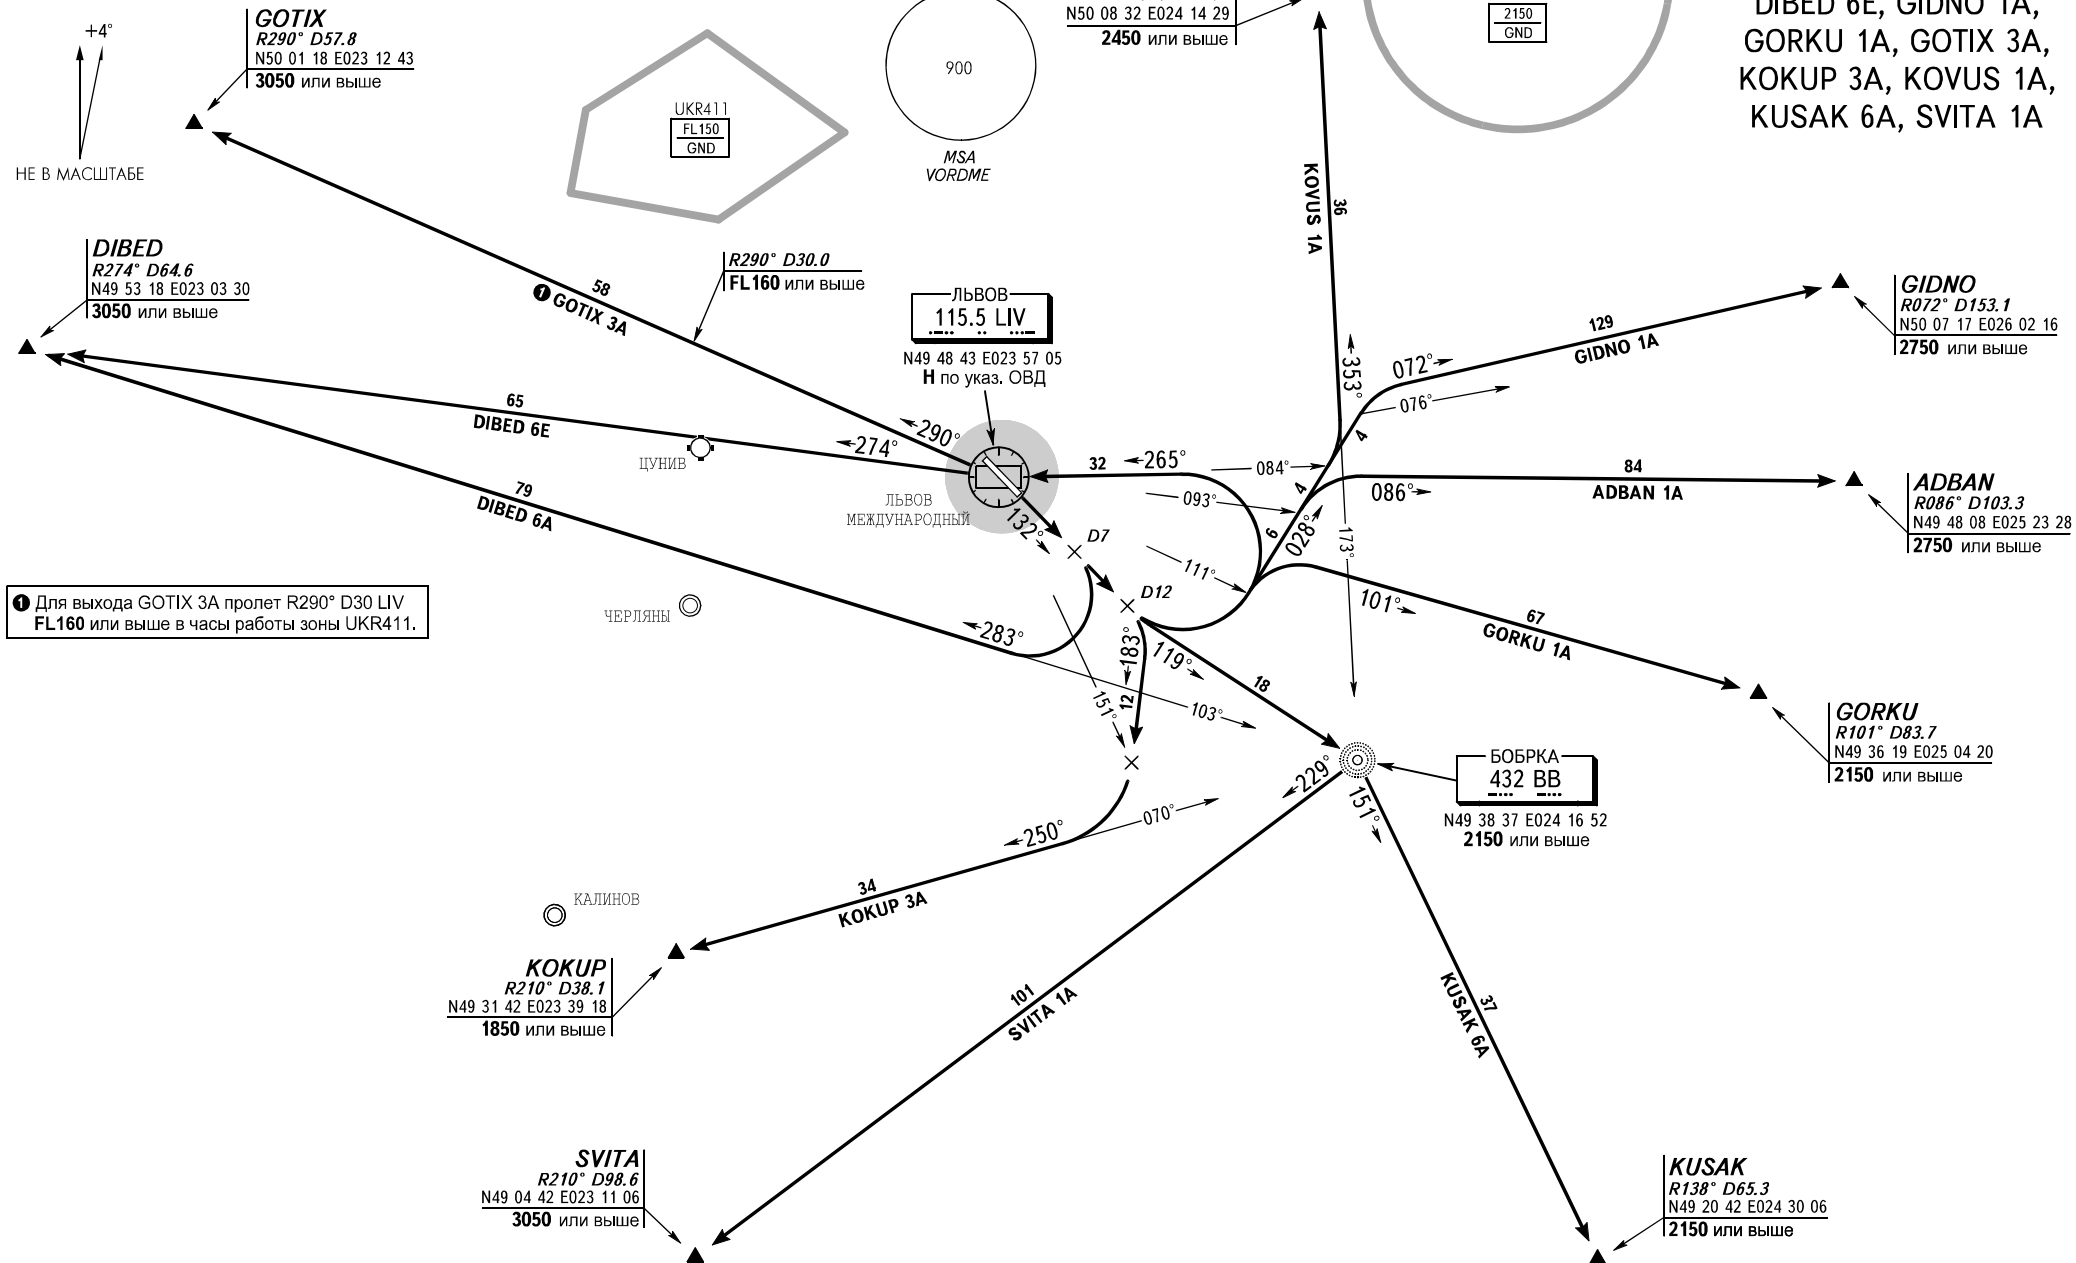 +4°
НЕ В МАСШТАБЕ
GOTIX
R290° D57.8
N50 01 18 E023 12 43
3050 или выше
UKR411
FL150
GND
900
MSA
VORDME
N50 08 32 E024 14 29
2450 или выше
2150
GND
DIBED 6E, GIDNO 1A,
GORKU 1A, GOTIX 3A,
KOKUP 3A, KOVUS 1A,
KUSAK 6A, SVITA 1A
DIBED
R274° D64.6
N49 53 18 E023 03 30
3050 или выше
58
❶ GOTIX 3A
R290° D30.0
FL160 или выше
ЛЬВОВ
115.5 LIV
N49 48 43 E023 57 05
Н по указ. ОВД
KOVUS 1A
36
353°
173°
GIDNO
R072° D153.1
N50 07 17 E026 02 16
2750 или выше
129
GIDNO 1A
072°
076°
4
65
DIBED 6E
274°
290°
ЦУНИВ
79
DIBED 6A
ЛЬВОВ
МЕЖДУНАРОДНЫЙ
32
265°
084°
093°
4
6
028°
111°
086°
84
ADBAN 1A
ADBAN
R086° D103.3
N49 48 08 E025 23 28
2750 или выше
132°
D7
D12
❶ Для выхода GOTIX 3A пролет R290° D30 LIV
FL160 или выше в часы работы зоны UKR411.
ЧЕРЛЯНЫ
283°
103°
151°
183°
12
119°
18
101°
67
GORKU 1A
GORKU
R101° D83.7
N49 36 19 E025 04 20
2150 или выше
БОБРКА
432 BB
N49 38 37 E024 16 52
2150 или выше
229°
151°
250°
070°
34
KOKUP 3A
КАЛИНОВ
KOKUP
R210° D38.1
N49 31 42 E023 39 18
1850 или выше
101
SVITA 1A
37
KUSAK 6A
SVITA
R210° D98.6
N49 04 42 E023 11 06
3050 или выше
KUSAK
R138° D65.3
N49 20 42 E024 30 06
2150 или выше